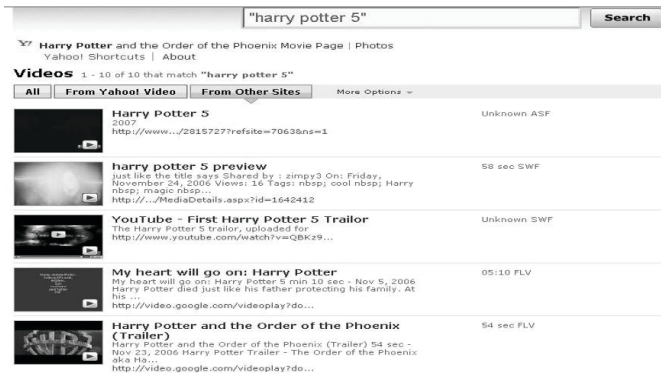 "harry potter 5" Search
Y! Harry Potter and the Order of the Phoenix Movie Page | Photos
Yahoo! Shortcuts | About
Videos 1 - 10 of 10 that match "harry potter 5"
All From Yahoo! Video From Other Sites More Options
Harry Potter 5 Unknown ASF
2007
http://www.../2815727?refsite=7063&ns=1
harry potter 5 preview 58 sec SWF
just like the title says Shared by : zimpy3 On: Friday,
November 24, 2006 Views: 16 Tags: nbsp; cool nbsp; Harry
nbsp; magic nbsp...
http://.../MediaDetails.aspx?id=1642412
YouTube - First Harry Potter 5 Trailor Unknown SWF
The Harry Potter 5 trailor, uploaded for
http://www.youtube.com/watch?v=QBKz9...
My heart will go on: Harry Potter 05:10 FLV
My heart will go on: Harry Potter 5 min 10 sec - Nov 5, 2006
Harry Potter died just like his father protecting his family. At
his ...
http://video.google.com/videoplay?do...
Harry Potter and the Order of the Phoenix 54 sec FLV
(Trailer)
Harry Potter and the Order of the Phoenix (Trailer) 54 sec -
Nov 23, 2006 Harry Potter Trailer - The Order of the Phoenix
aka Ha...
http://video.google.com/videoplay?do...